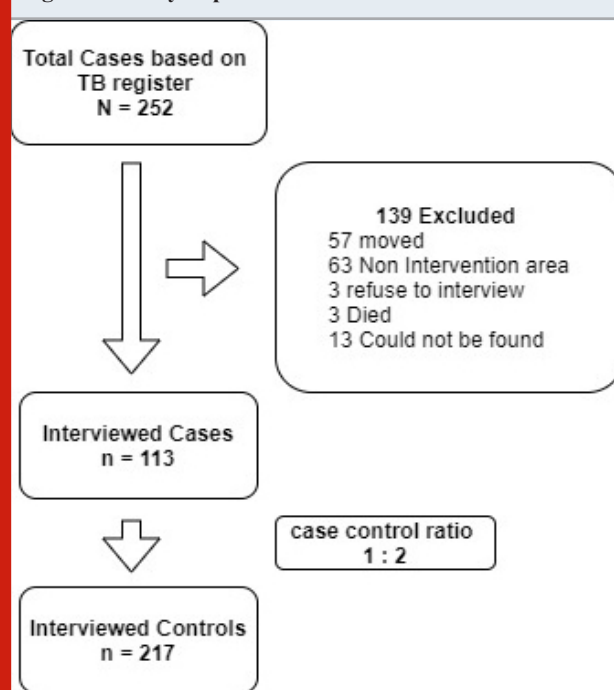 Total Cases based on
TB register
N = 252
139 Excluded
57 moved
63 Non Intervention area
3 refuse to interview
3 Died
13 Could not be found
Interviewed Cases
n = 113
case control ratio
1 : 2
Interviewed Controls
n = 217